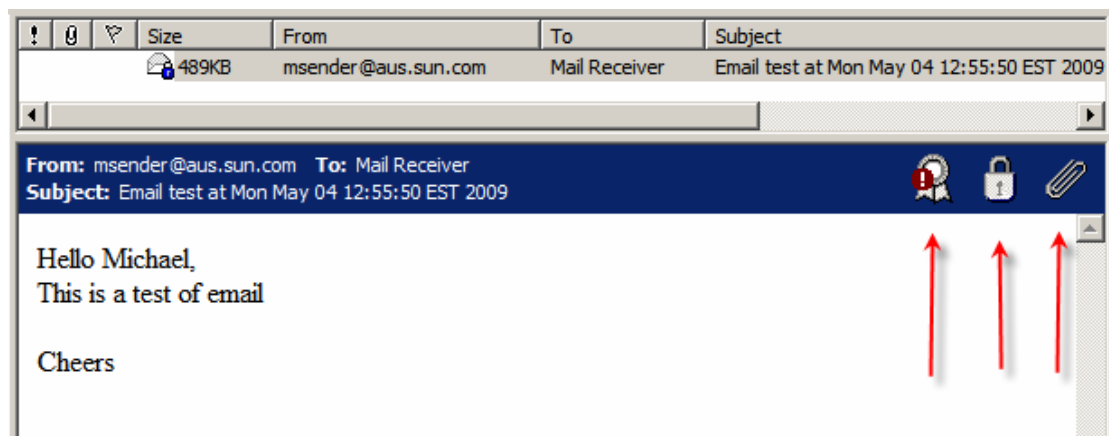 ! Size From To Subject
489KB msender@aus.sun.com Mail Receiver Email test at Mon May 04 12:55:50 EST 2009
From: msender@aus.sun.com To: Mail Receiver
Subject: Email test at Mon May 04 12:55:50 EST 2009
Hello Michael,
This is a test of email
Cheers